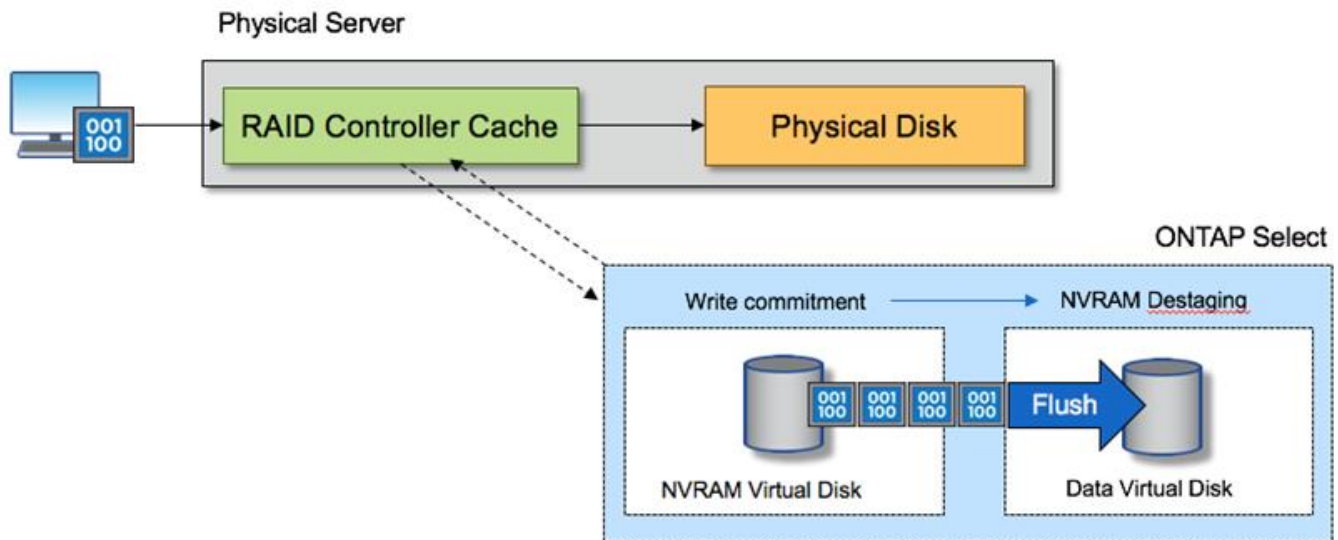 Physical Server
001
100
RAID Controller Cache
Physical Disk
ONTAP Select
Write commitment
NVRAM Destaging
001
100
001
100
001
100
001
100
Flush
NVRAM Virtual Disk
Data Virtual Disk